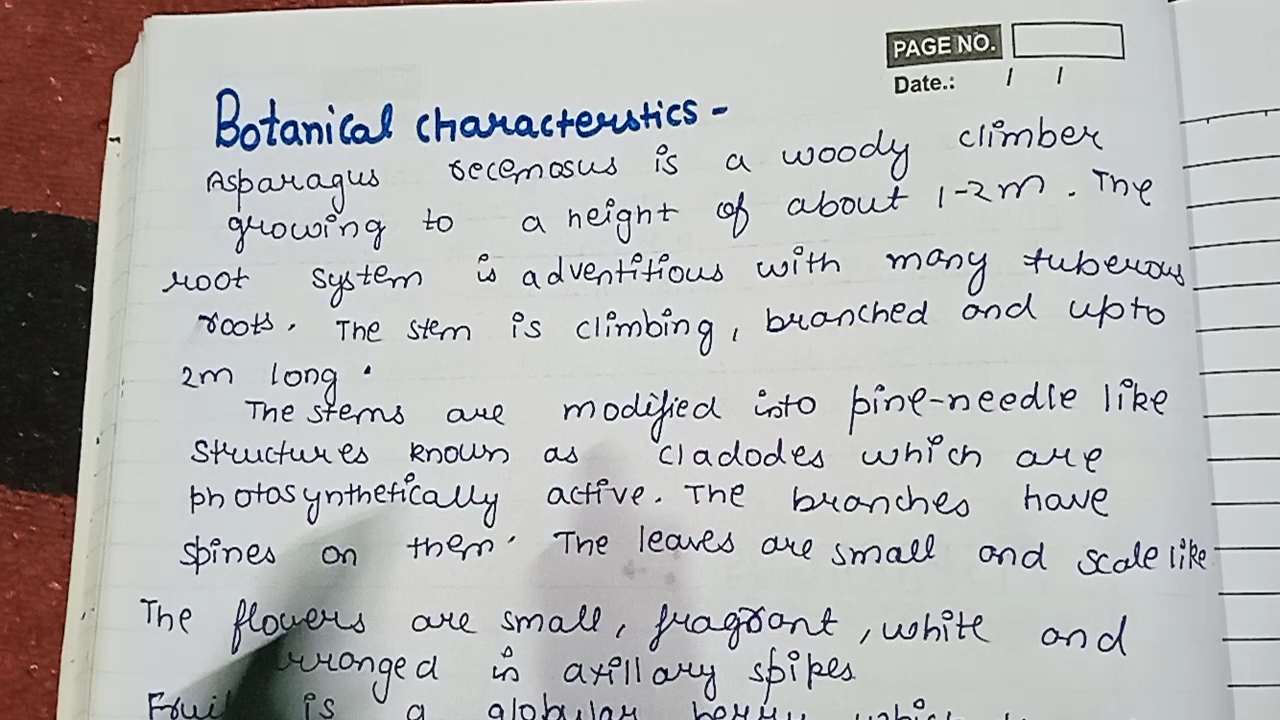 PAGE NO.
Date.: / /
Botanical characterstics -
Asparagus recemosus is a woody climber
growing to a height of about 1-2m. The
root system is adventitious with many tuberous
roots. The stem is climbing, branched and upto
2m long.
The stems are modified into pine-needle like
structures known as cladodes which are
photosynthetically active. The branches have
spines on them. The leaves are small and scale like
The flowers are small, fragrant, white and
rranged in axillary spikes
Frui is a globular berry which